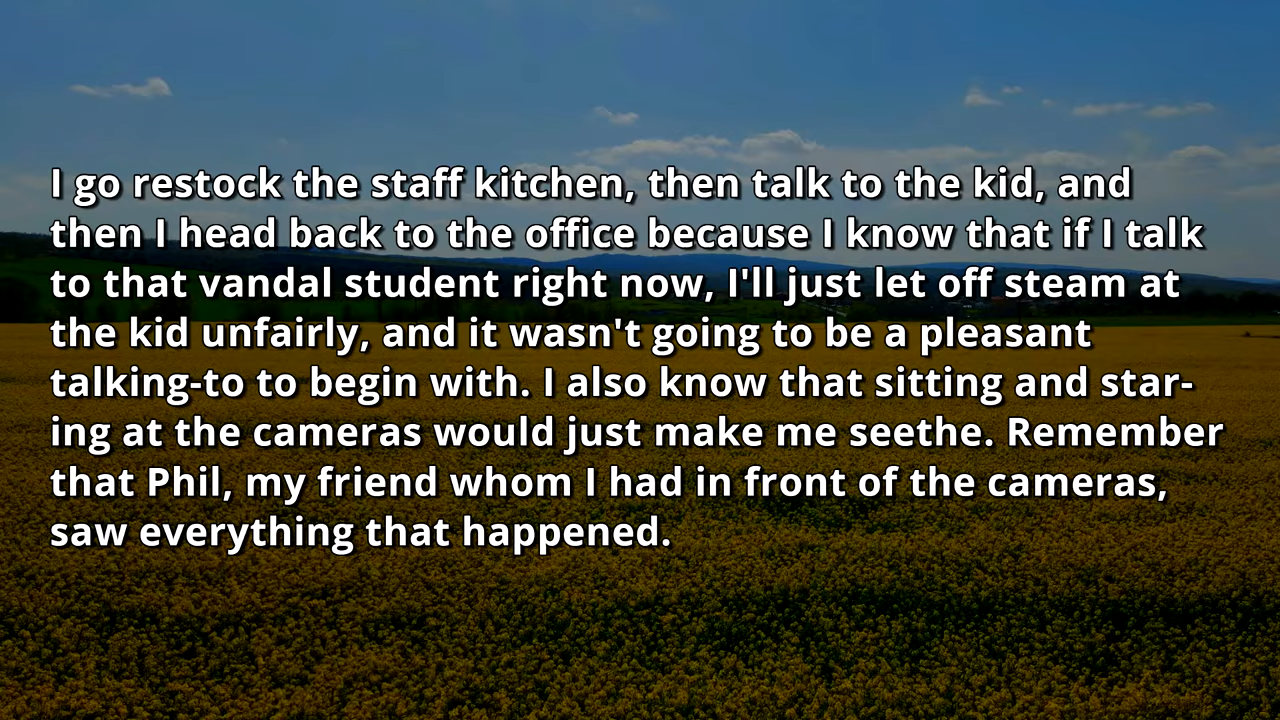 I go restock the staff kitchen, then talk to the kid, and
then I head back to the office because I know that if I talk
to that vandal student right now, I'll just let off steam at
the kid unfairly, and it wasn't going to be a pleasant
talking-to to begin with. I also know that sitting and star-
ing at the cameras would just make me seethe. Remember
that Phil, my friend whom I had in front of the cameras,
saw everything that happened.